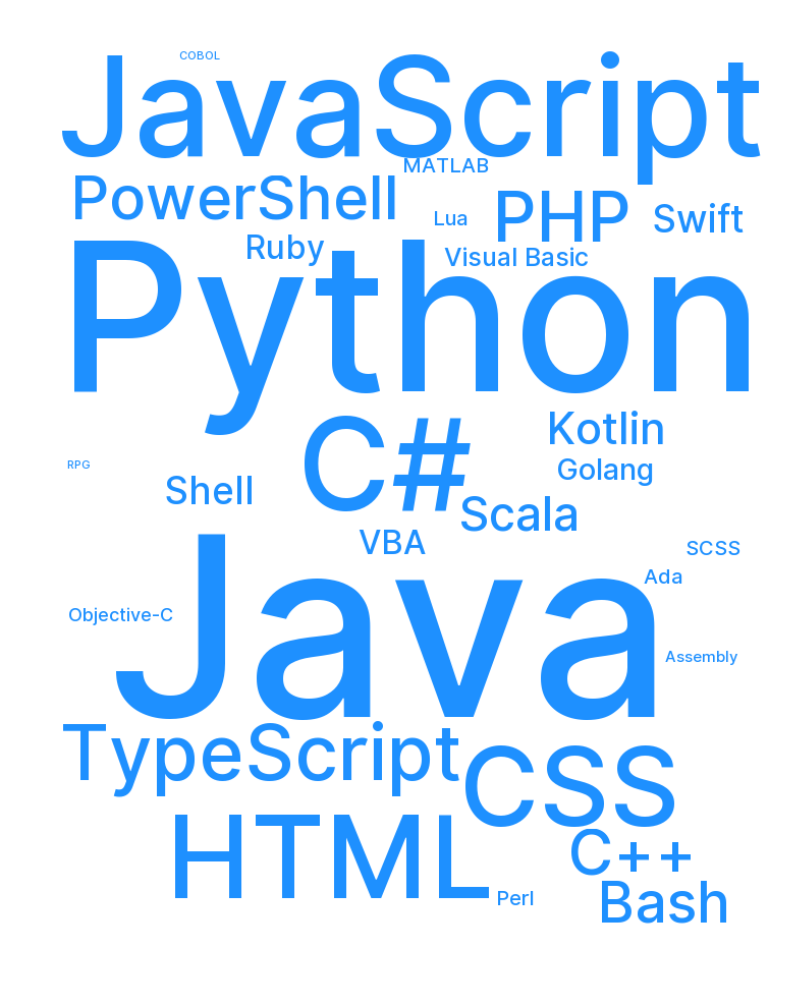 COBOL
JavaScript
MATLAB
PowerShell
PHP
Swift
Lua
Ruby
Visual Basic
Python
C#
Kotlin
RPG
Golang
Shell
Scala
VBA
SCSS
Java
Ada
Objective-C
Assembly
TypeScript
CSS
HTML
C++
Perl
Bash